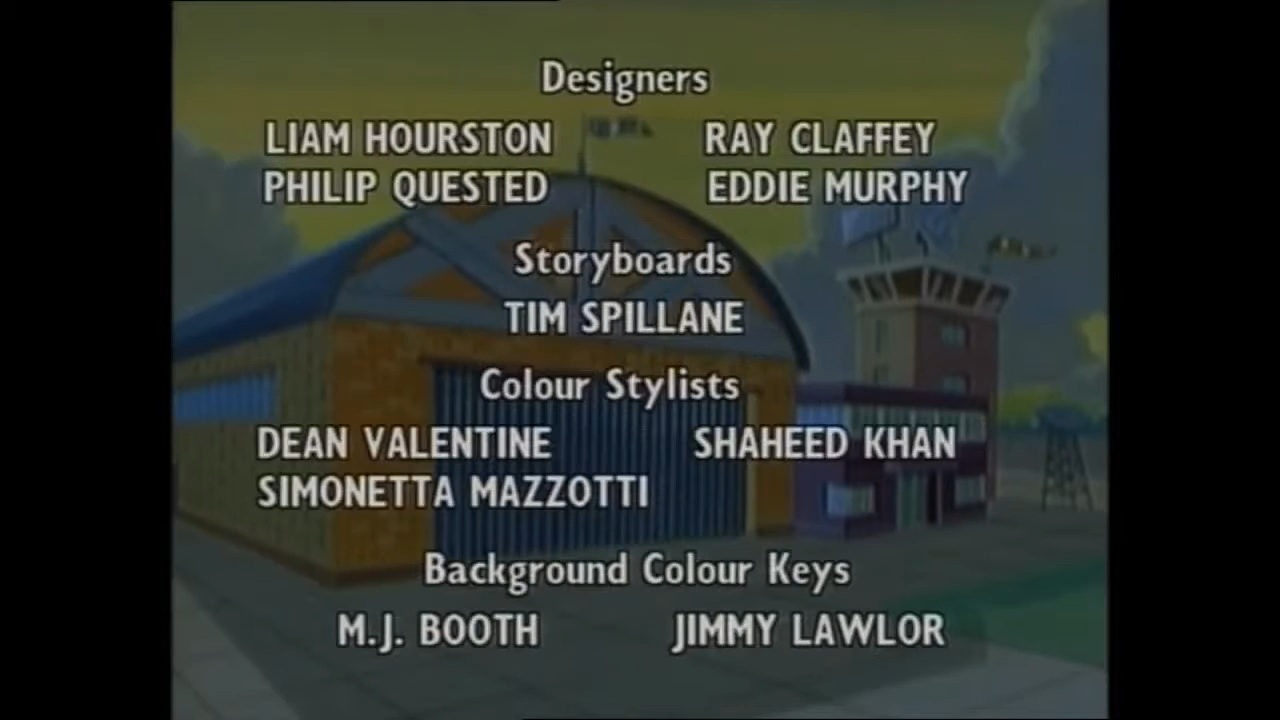 Designers
LIAM HOURSTON RAY CLAFFEY
PHILIP QUESTED EDDIE MURPHY
Storyboards
TIM SPILLANE
Colour Stylists
DEAN VALENTINE SHAHEED KHAN
SIMONETTA MAZZOTTI
Background Colour Keys
M.J. BOOTH JIMMY LAWLOR